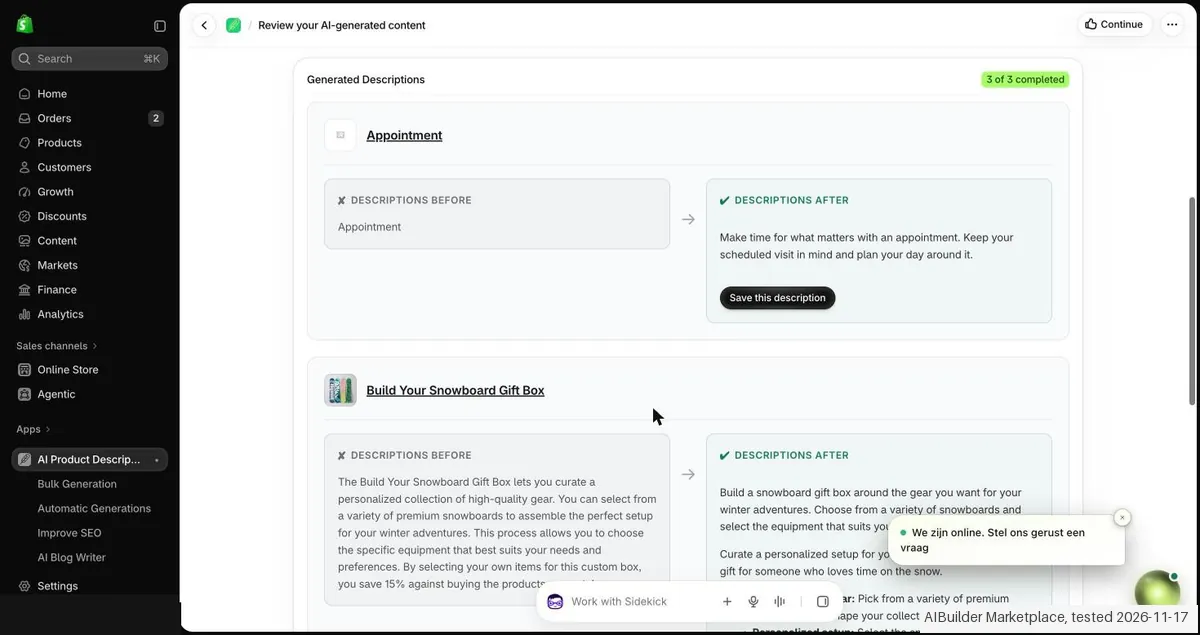 Review your AI-generated content
Continue
Search
⌘K
Home
Orders
2
Products
Customers
Growth
Discounts
Content
Markets
Finance
Analytics
Sales channels
Online Store
Agentic
Apps
AI Product Descrip...
Bulk Generation
Automatic Generations
Improve SEO
AI Blog Writer
Settings
Generated Descriptions
3 of 3 completed
Appointment
✘ DESCRIPTIONS BEFORE
Appointment
✔ DESCRIPTIONS AFTER
Make time for what matters with an appointment. Keep your
scheduled visit in mind and plan your day around it.
Save this description
Build Your Snowboard Gift Box
✘ DESCRIPTIONS BEFORE
The Build Your Snowboard Gift Box lets you curate a
personalized collection of high-quality gear. You can select from
a variety of premium snowboards to assemble the perfect setup
for your winter adventures. This process allows you to choose
the specific equipment that best suits your needs and
preferences. By selecting your own items for this custom box,
you save 15% against buying the products
✔ DESCRIPTIONS AFTER
Build a snowboard gift box around the gear you want for your
winter adventures. Choose from a variety of snowboards and
select the equipment that suits
Curate a personalized setup for
gift for someone who loves time on the snow.
Pick from a variety of premium
your collect
Personalized setup: Select the
We zijn online. Stel ons gerust een
vraag
Work with Sidekick
AIBuilder Marketplace, tested 2026-11-17